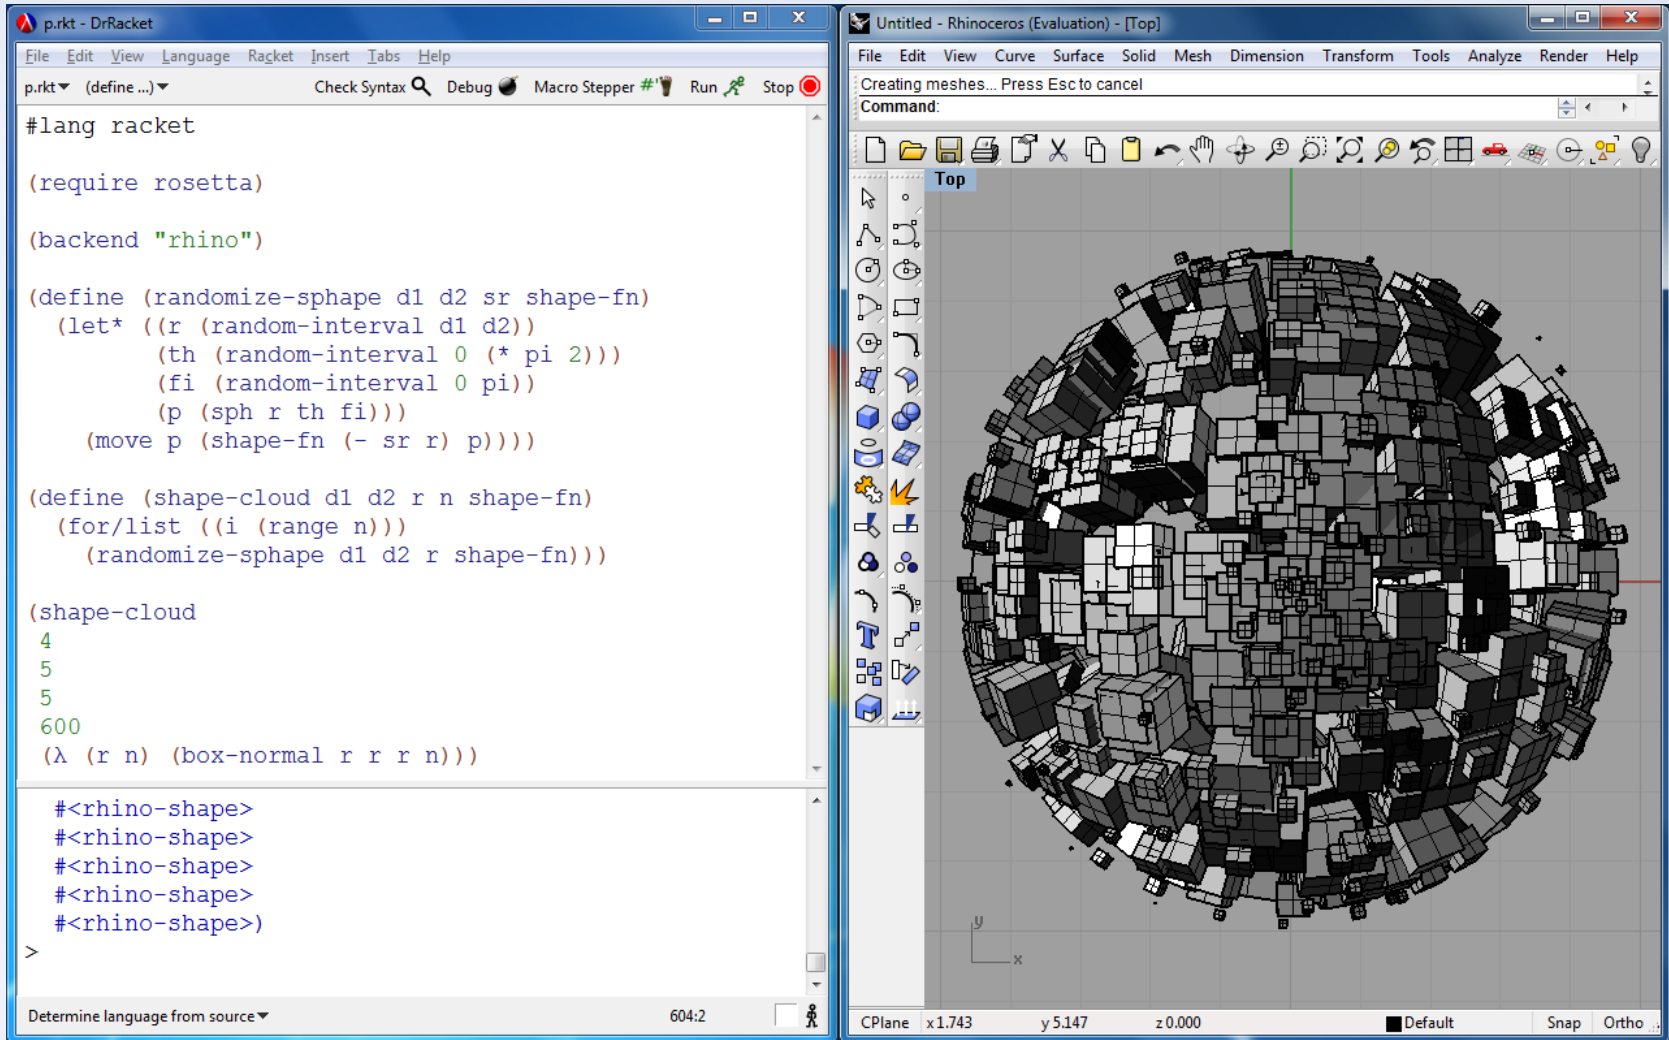 p.rkt - DrRacket
File Edit View Language Racket Insert Tabs Help
p.rkt (define ...) Check Syntax Debug Macro Stepper #' Run Stop
#lang racket
(require rosetta)
(backend "rhino")
(define (randomize-sphape d1 d2 sr shape-fn)
(let* ((r (random-interval d1 d2))
(th (random-interval 0 (* pi 2)))
(fi (random-interval 0 pi))
(p (sph r th fi)))
(move p (shape-fn (- sr r) p))))
(define (shape-cloud d1 d2 r n shape-fn)
(for/list ((i (range n)))
(randomize-sphape d1 d2 r shape-fn)))
(shape-cloud
4
5
5
600
(λ (r n) (box-normal r r r n)))
#<rhino-shape>
#<rhino-shape>
#<rhino-shape>
#<rhino-shape>
#<rhino-shape>)
>
Determine language from source 604:2
Untitled - Rhinoceros (Evaluation) - [Top]
File Edit View Curve Surface Solid Mesh Dimension Transform Tools Analyze Render Help
Creating meshes... Press Esc to cancel
Command:
Top
y
x
CPlane x 1.743 y 5.147 z 0.000 Default Snap Ortho